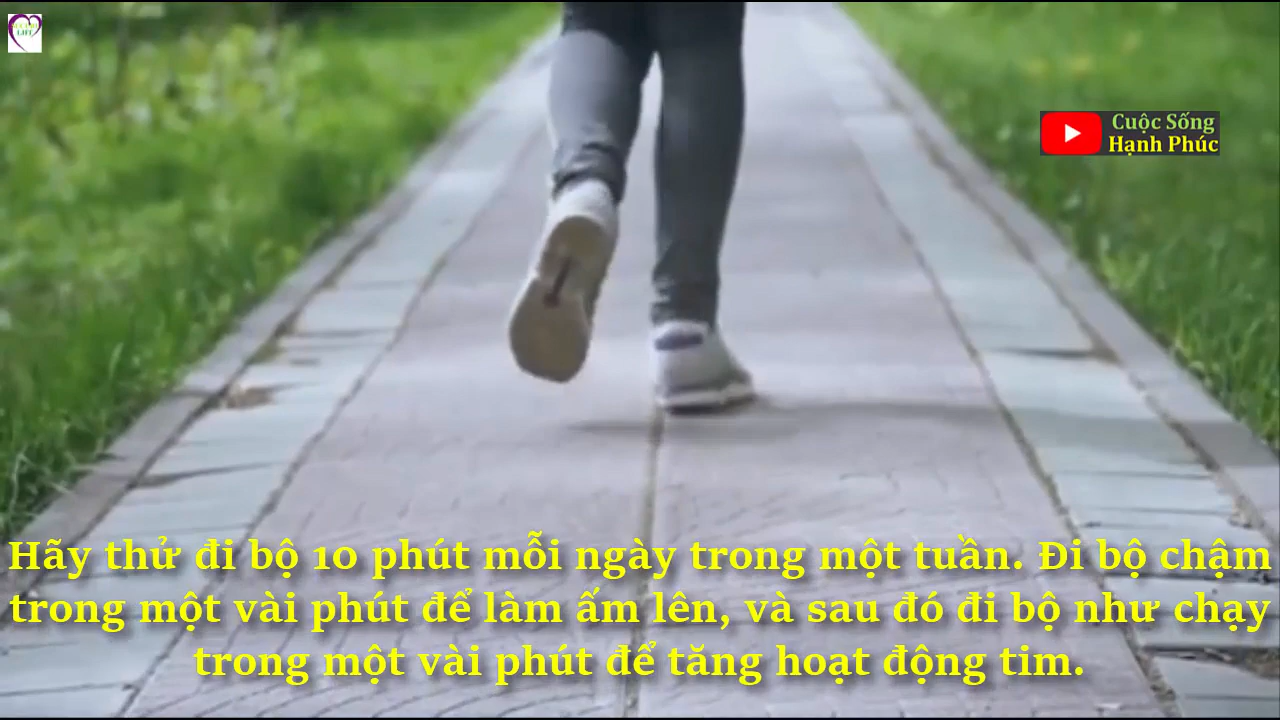 Cuộc Sống
Hạnh Phúc
Hãy thử đi bộ 10 phút mỗi ngày trong một tuần. Đi bộ chậm
trong một vài phút để làm ấm lên, và sau đó đi bộ như chạy
trong một vài phút để tăng hoạt động tim.